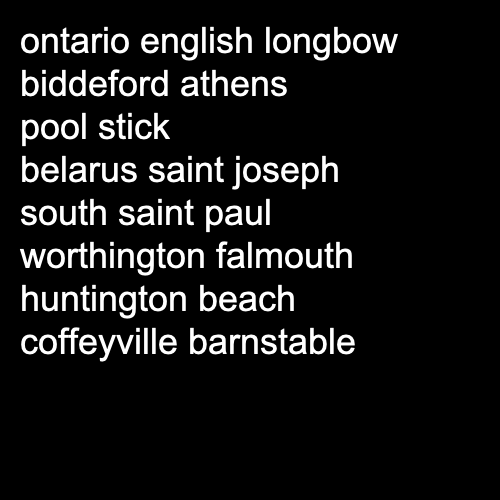 ontario english longbow
biddeford athens
pool stick
belarus saint joseph
south saint paul
worthington falmouth
huntington beach
coffeyville barnstable